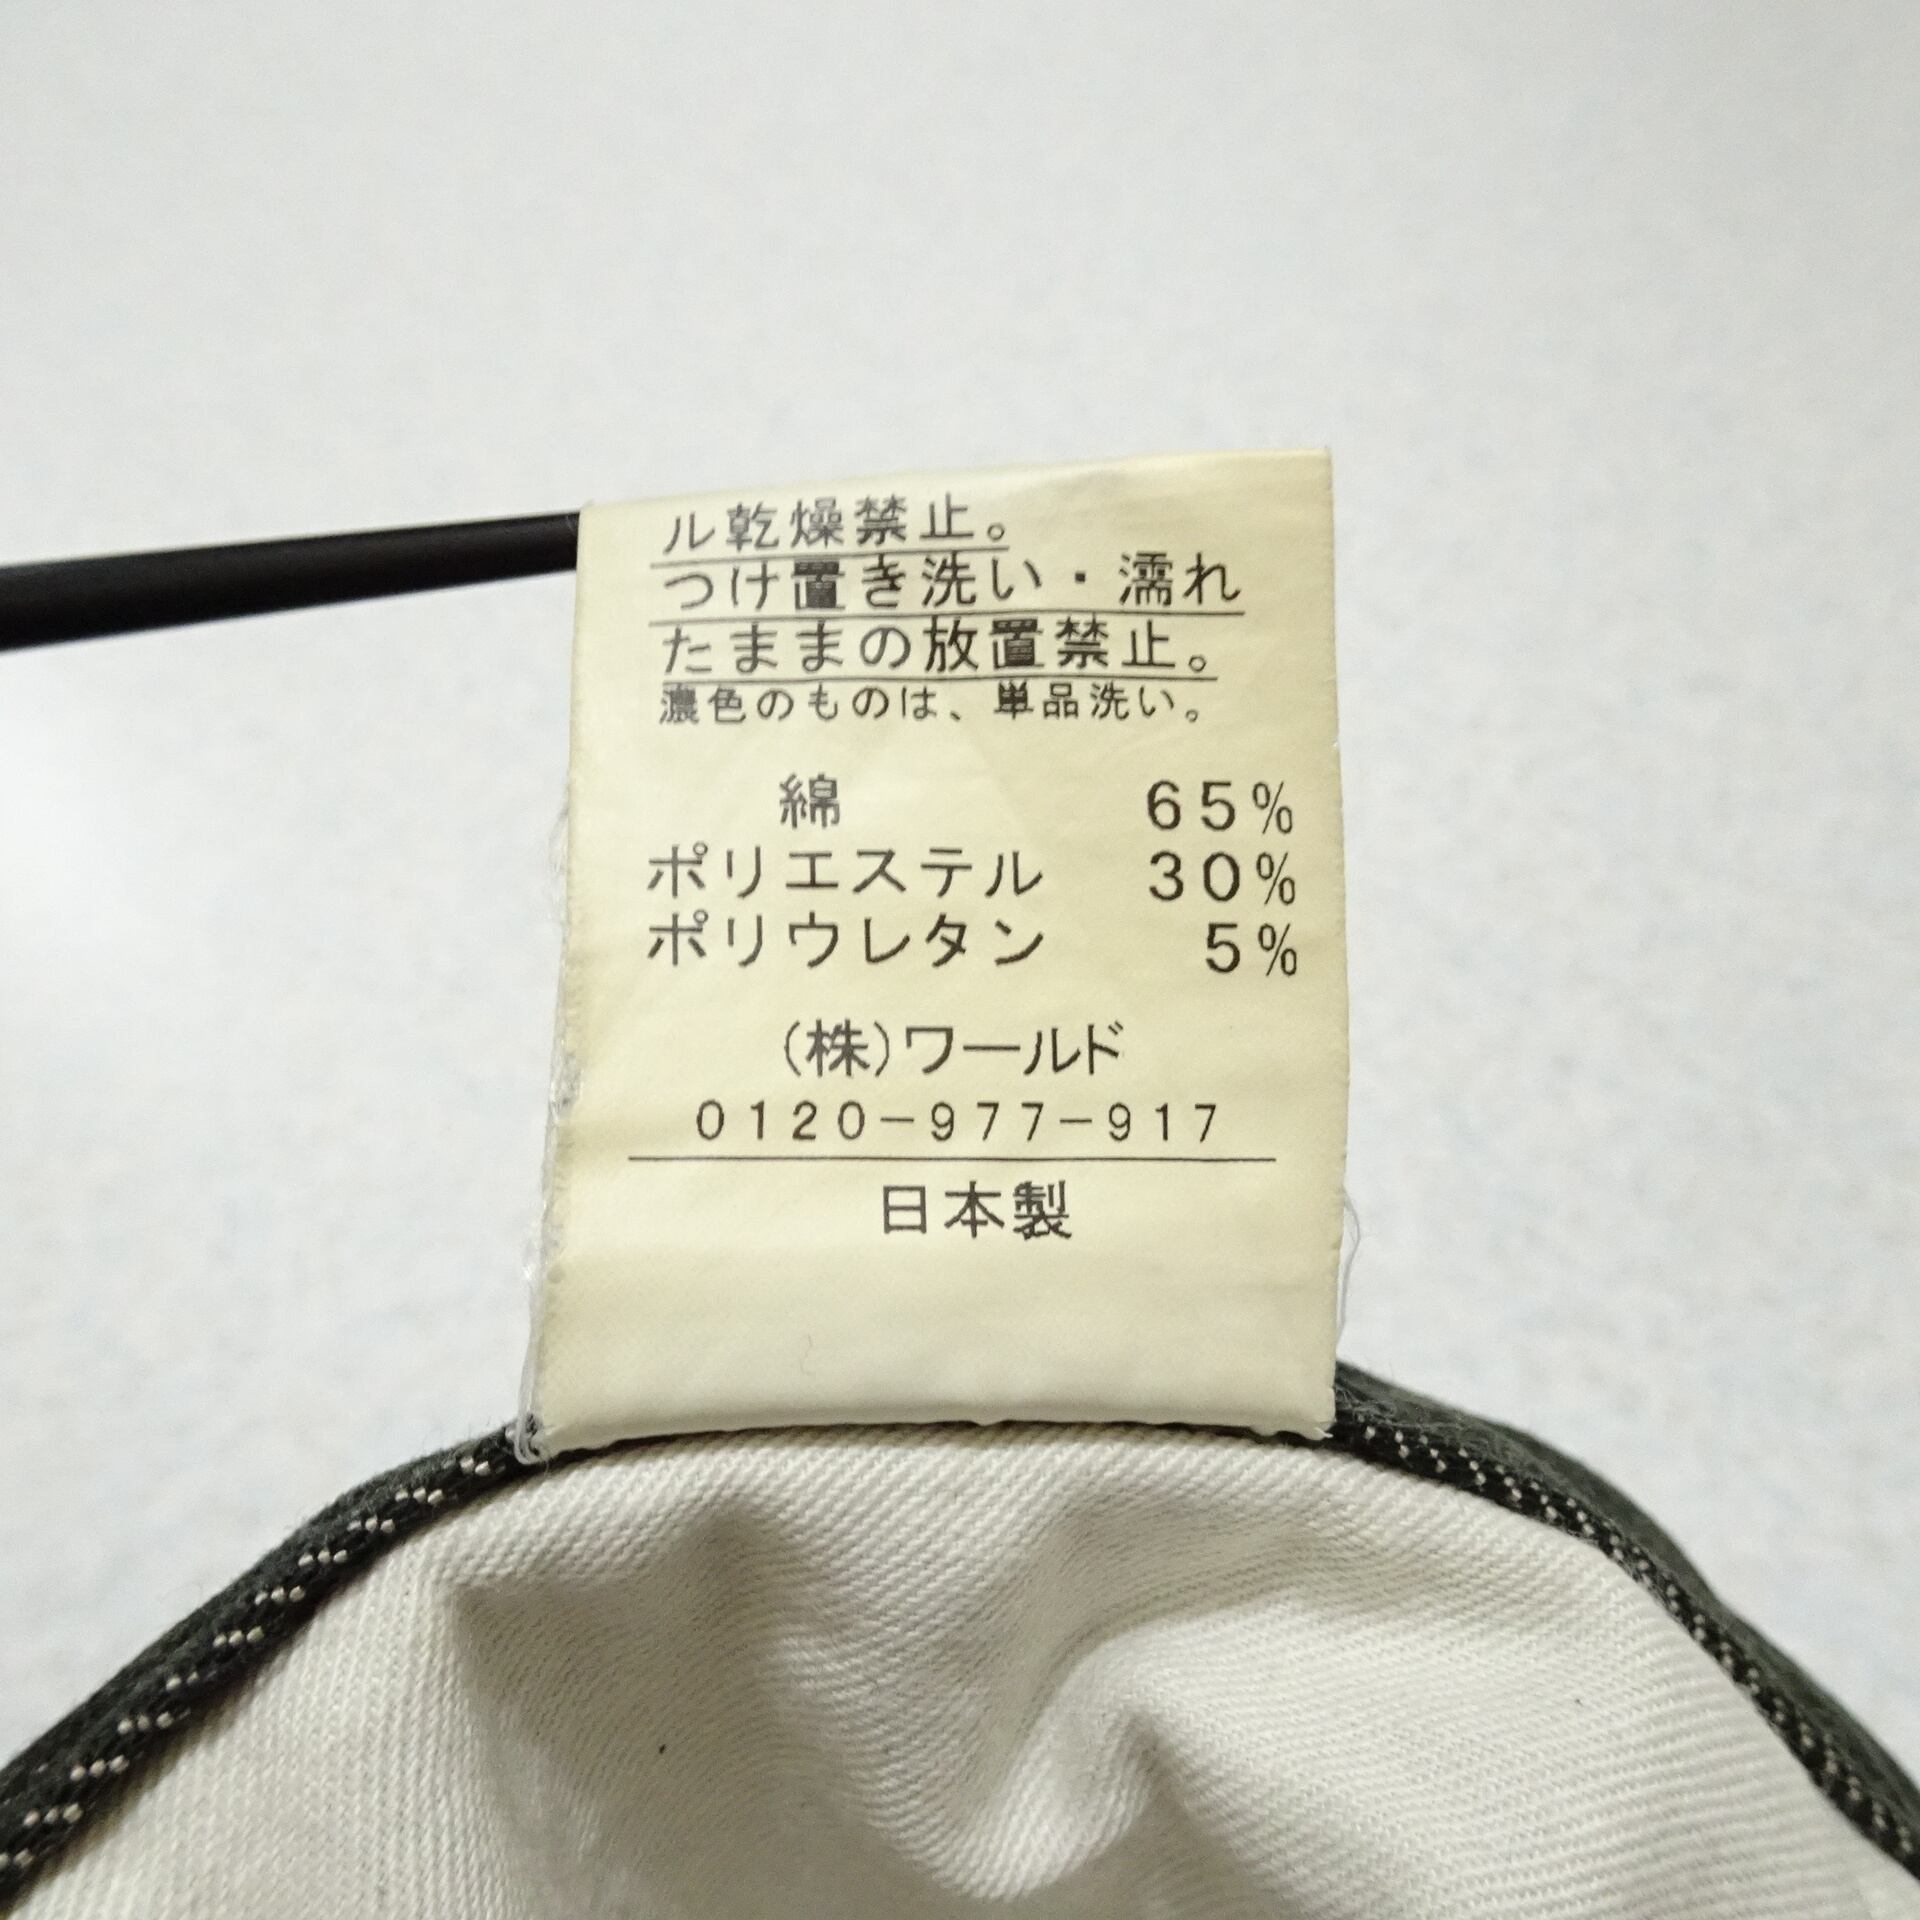 ル乾燥禁止。
つけ置き洗い・濡れ
たままの放置禁止。
濃色のものは、単品洗い。
綿 65%
ポリエステル 30%
ポリウレタン 5%
(株)ワールド
0120-977-917
日本製